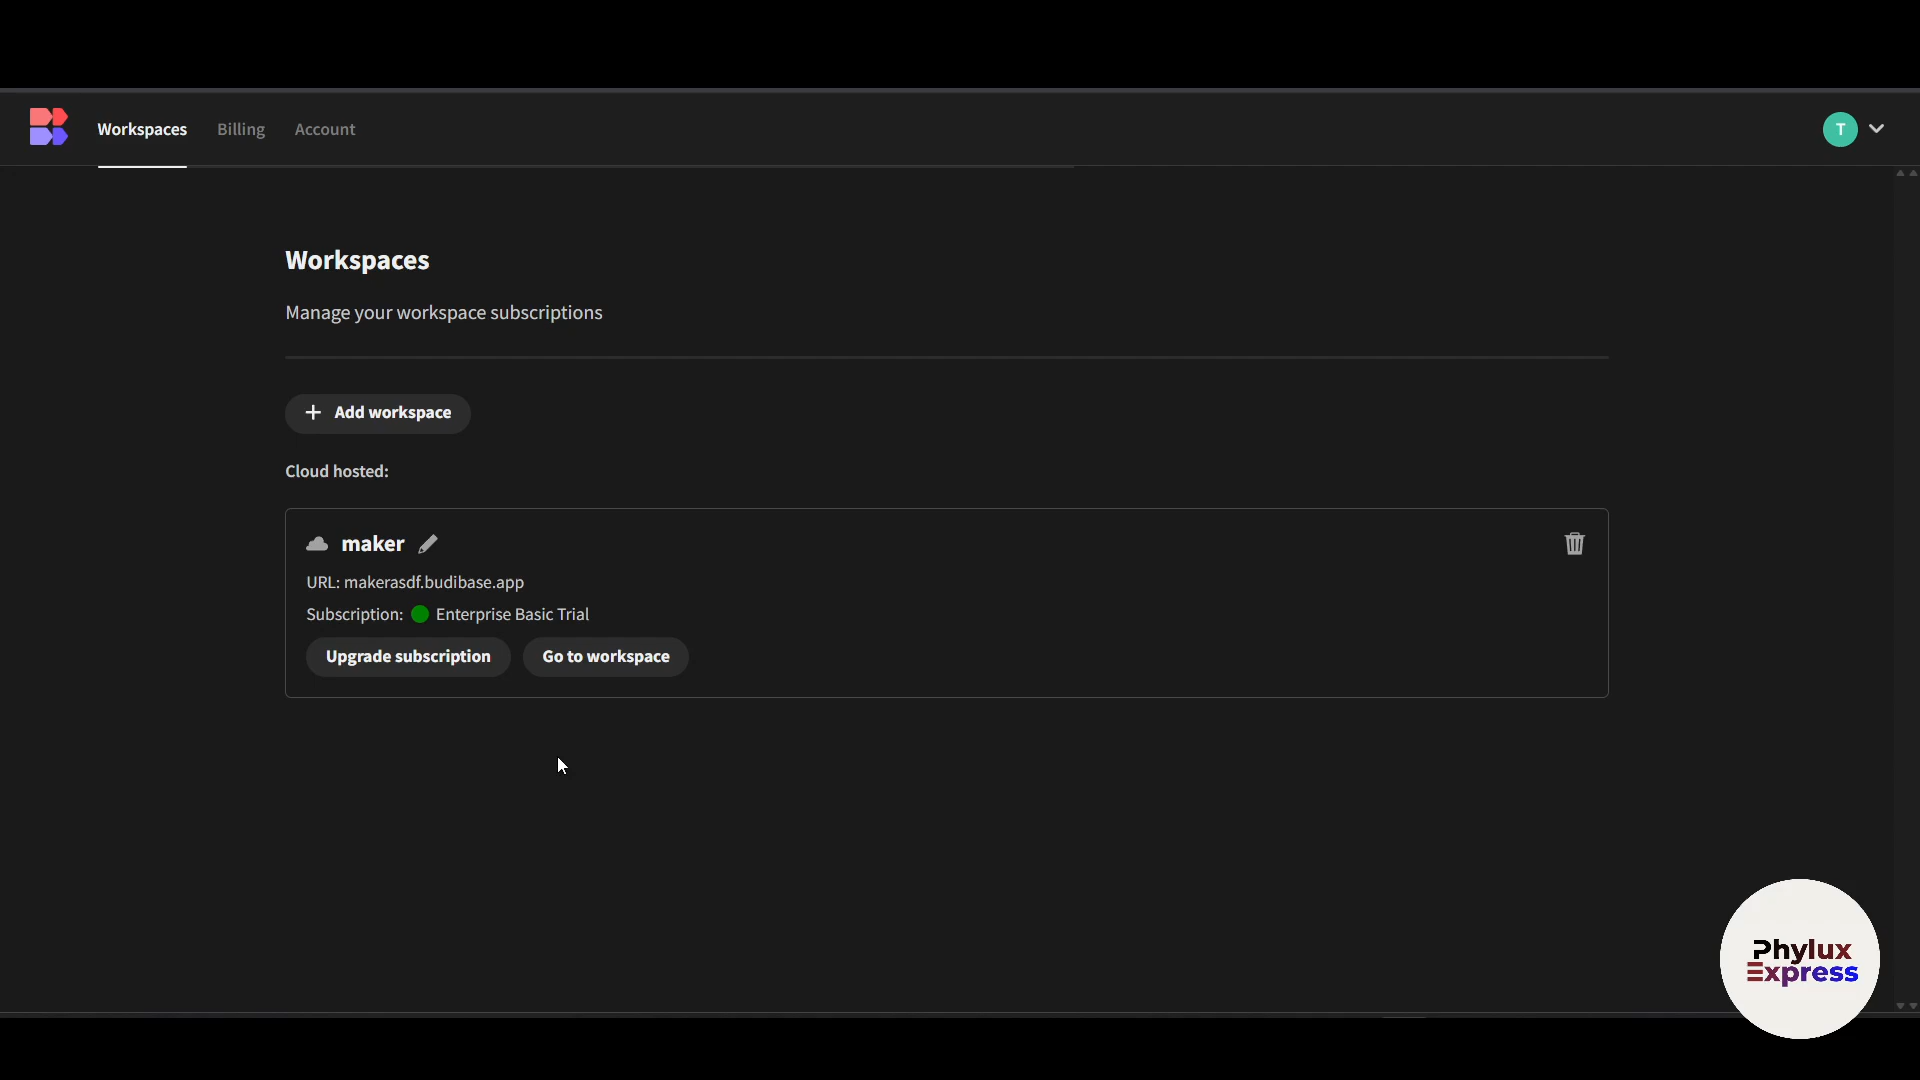 Workspaces Billing Account
T
Workspaces
Manage your workspace subscriptions
+ Add workspace
Cloud hosted:
maker
URL: makerasdf.budibase.app
Subscription: Enterprise Basic Trial
Upgrade subscription Go to workspace
Phylux
Express